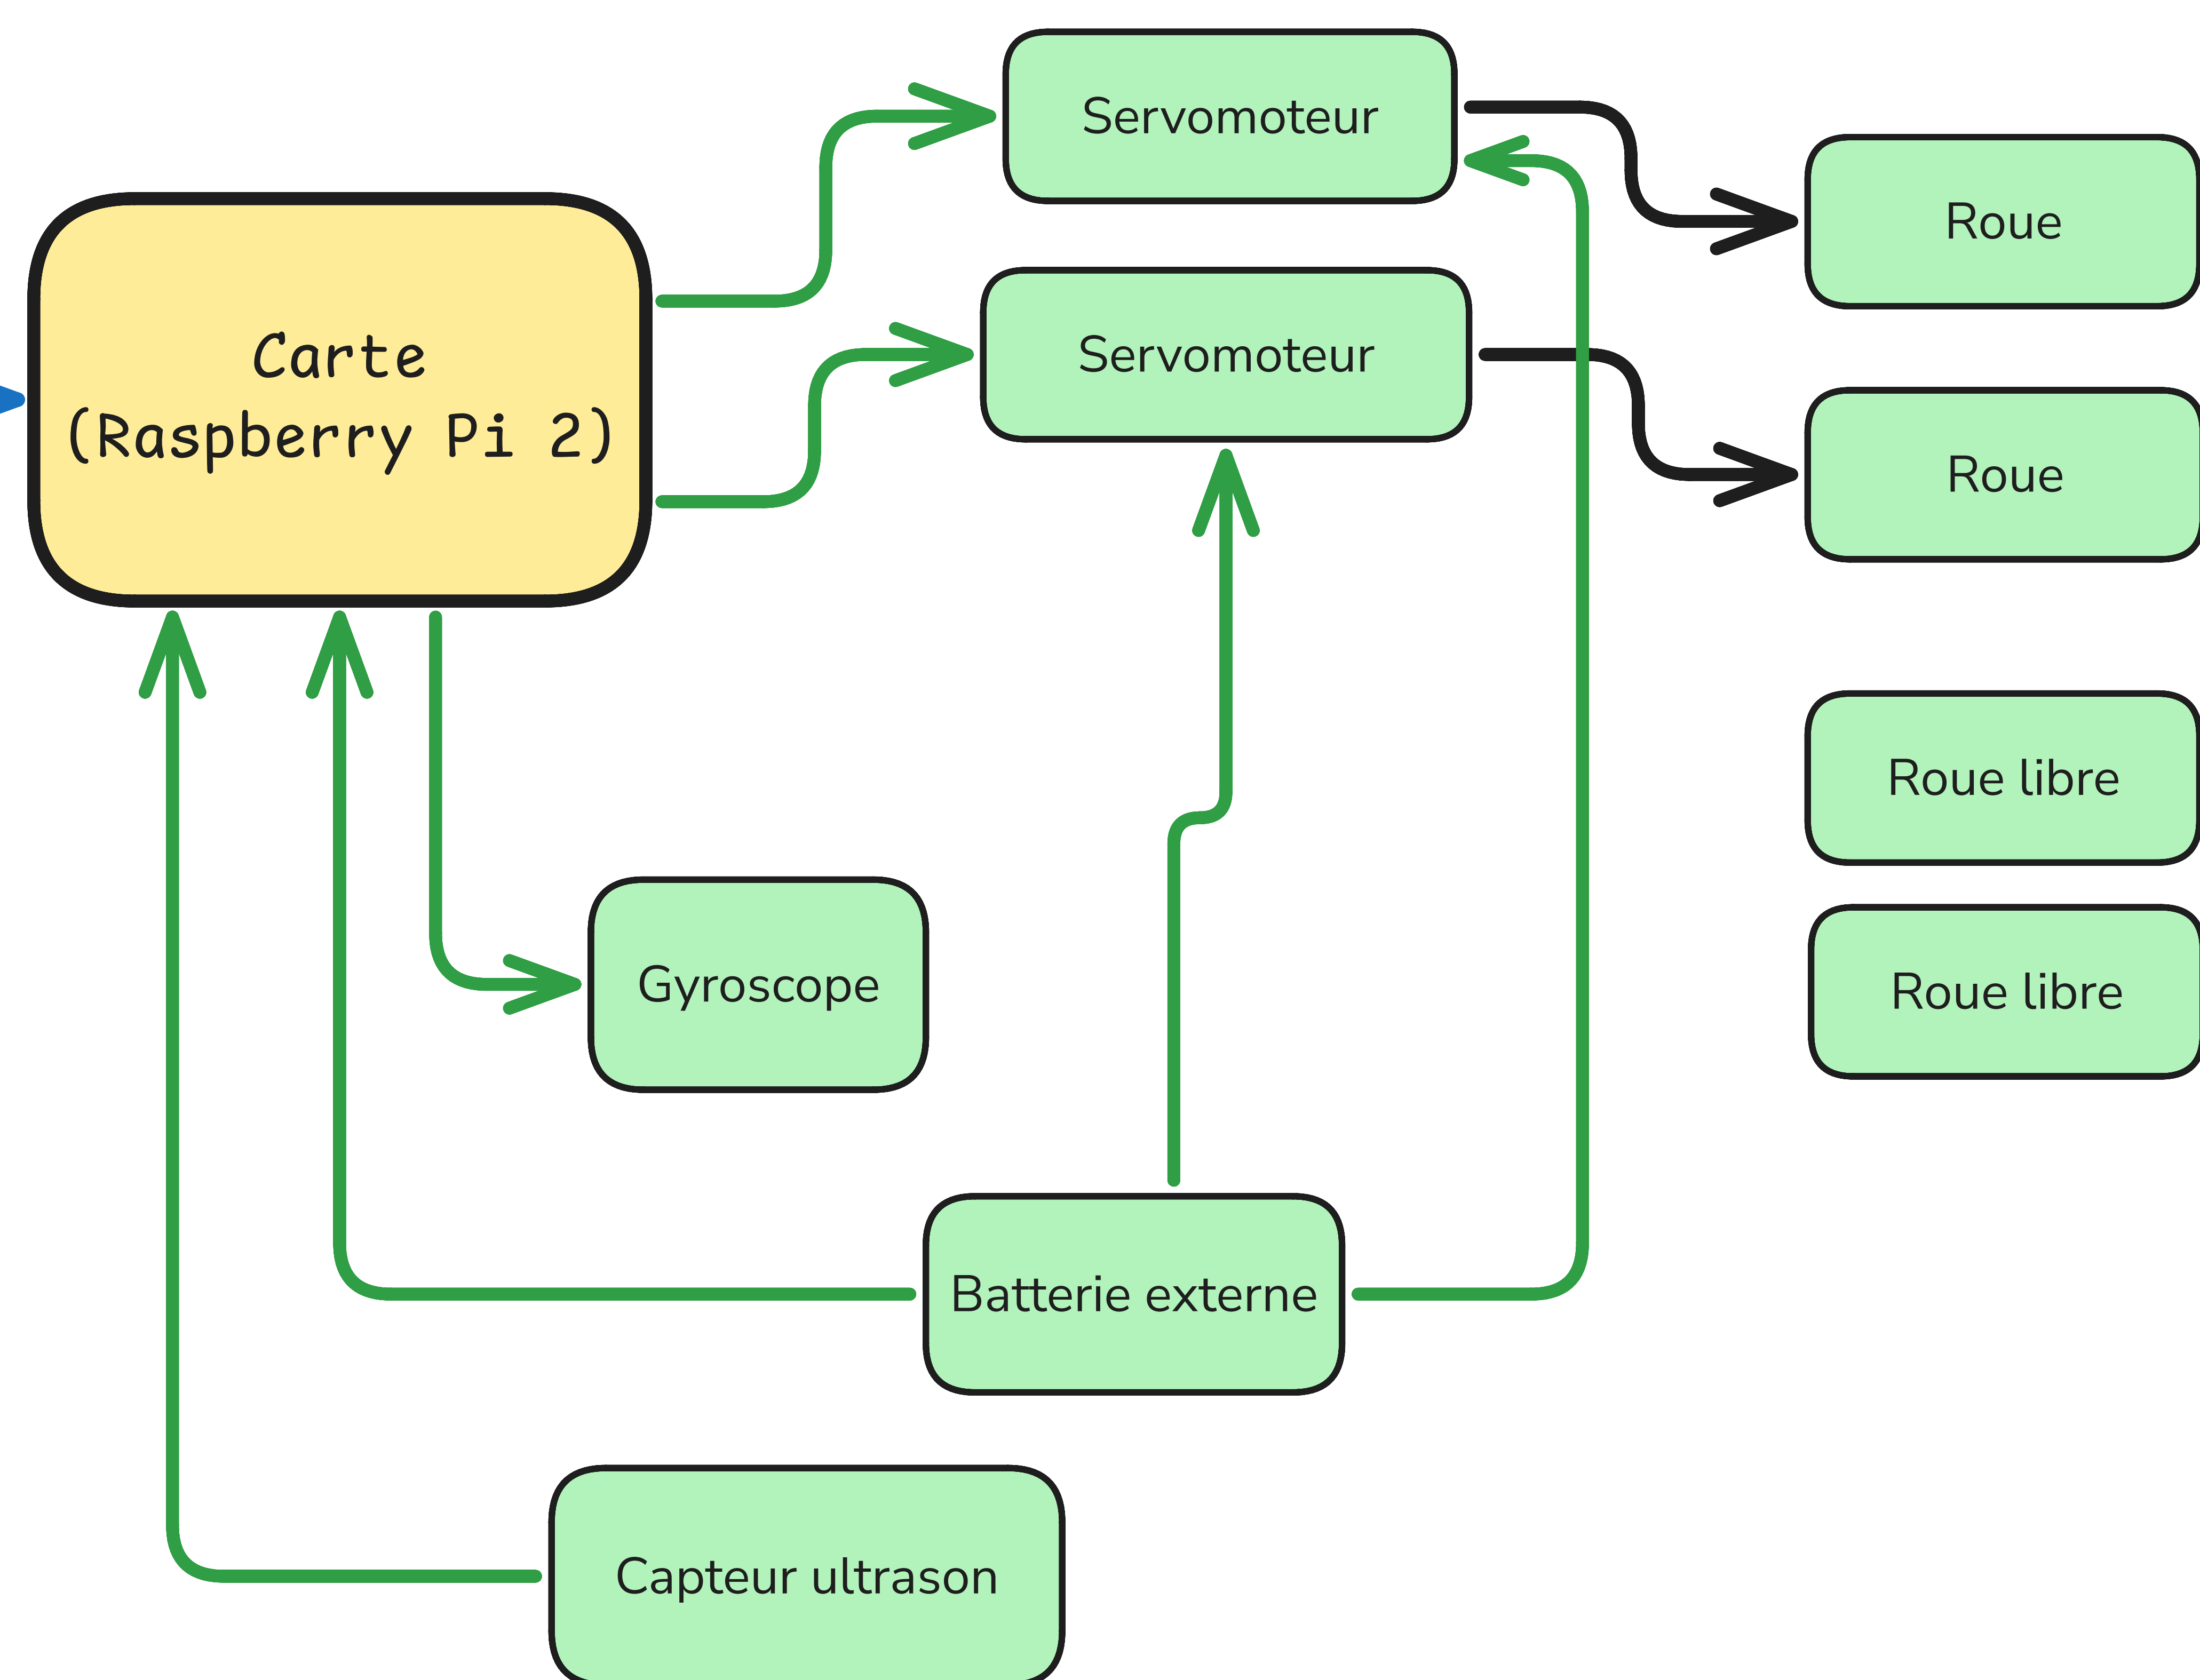 Servomoteur
Roue
Carte
(Raspberry Pi 2)
Servomoteur
Roue
Roue libre
Gyroscope
Roue libre
Batterie externe
Capteur ultrason